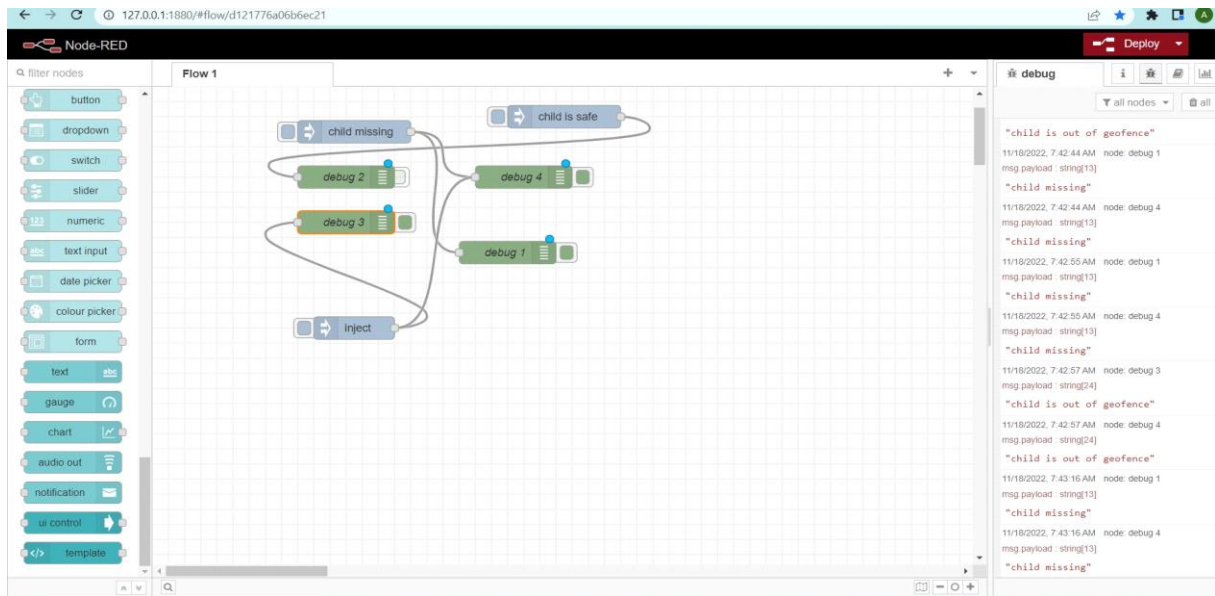 127.0.0.1:1880/#flow/d121776a06b6ec21
A
Node-RED
Deploy
filter nodes
button
dropdown
switch
slider
123 numeric
abc text input
date picker
colour picker
form
text abc
gauge
chart
audio out
notification
ui control
</> template
Flow 1
child is safe
child missing
debug 2
debug 4
debug 3
debug 1
inject
debug
i
all nodes
all
"child is out of geofence"
11/18/2022, 7:42:44 AM node: debug 1
msg.payload : string[13]
"child missing"
11/18/2022, 7:42:44 AM node: debug 4
msg.payload : string[13]
"child missing"
11/18/2022, 7:42:55 AM node: debug 1
msg.payload : string[13]
"child missing"
11/18/2022, 7:42:55 AM node: debug 4
msg.payload : string[13]
"child missing"
11/18/2022, 7:42:57 AM node: debug 3
msg.payload : string[24]
"child is out of geofence"
11/18/2022, 7:42:57 AM node: debug 4
msg.payload : string[24]
"child is out of geofence"
11/18/2022, 7:43:16 AM node: debug 1
msg.payload : string[13]
"child missing"
11/18/2022, 7:43:16 AM node: debug 4
msg.payload : string[13]
"child missing"